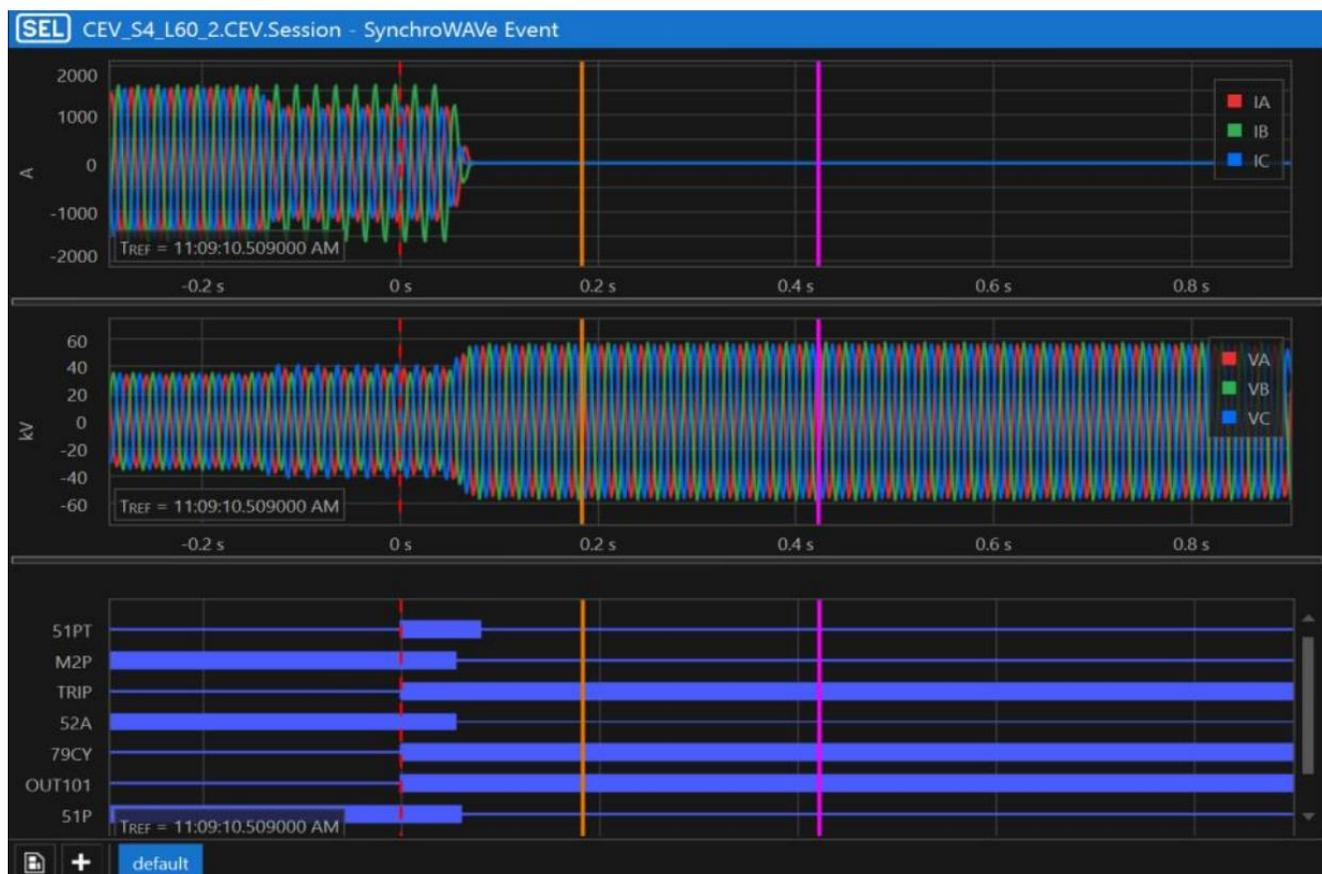 SEL CEV_S4_L60_2.CEV.Session - SynchroWAVe Event
2000
1000
0
-1000
-2000
A
IA
IB
IC
TREF = 11:09:10.509000 AM
-0.2 s 0 s 0.2 s 0.4 s 0.6 s 0.8 s
60
40
20
0
-20
-40
-60
kV
VA
VB
VC
TREF = 11:09:10.509000 AM
-0.2 s 0 s 0.2 s 0.4 s 0.6 s 0.8 s
51PT
M2P
TRIP
52A
79CY
OUT101
51P
TREF = 11:09:10.509000 AM
default